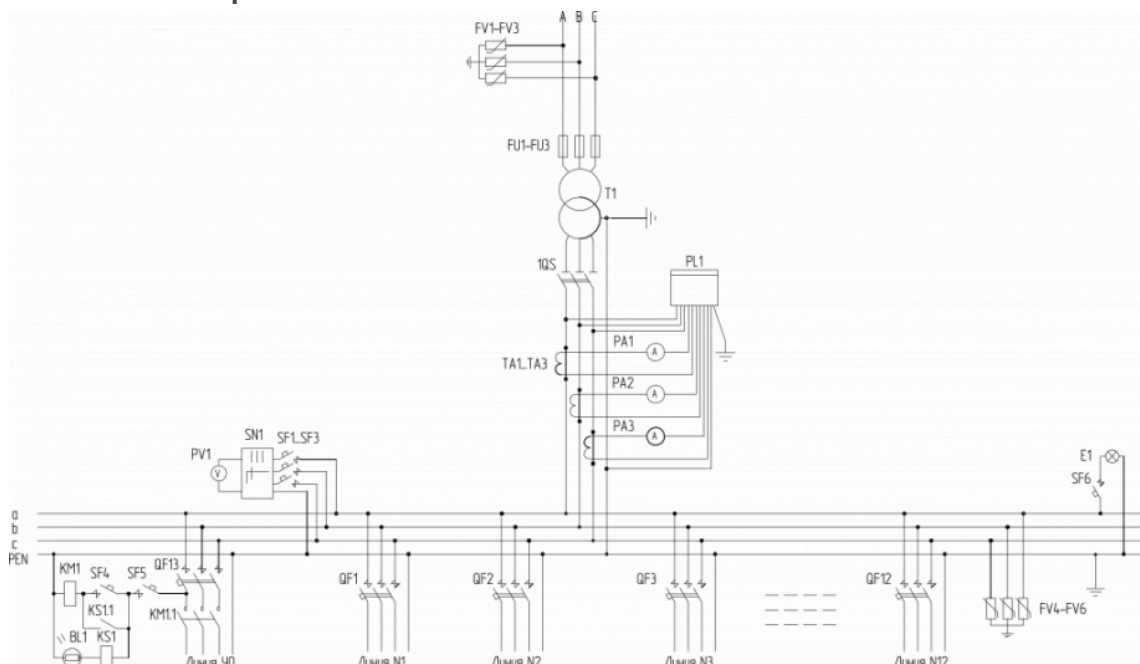 A B C
FV1-FV3
FU1-FU3
T1
1QS
PL1
PA1
A
TA1...TA3
PA2
A
PA3
A
SN1
SF1...SF3
PV1
V
E1
SF6
a
b
c
PEN
KM1
SF4
SF5
QF13
QF1
QF2
QF3
QF12
KS1.1
KM1.1
FV4-FV6
BL1
KS1
Линия УО
Линия N1
Линия N2
Линия N3
Линия N12